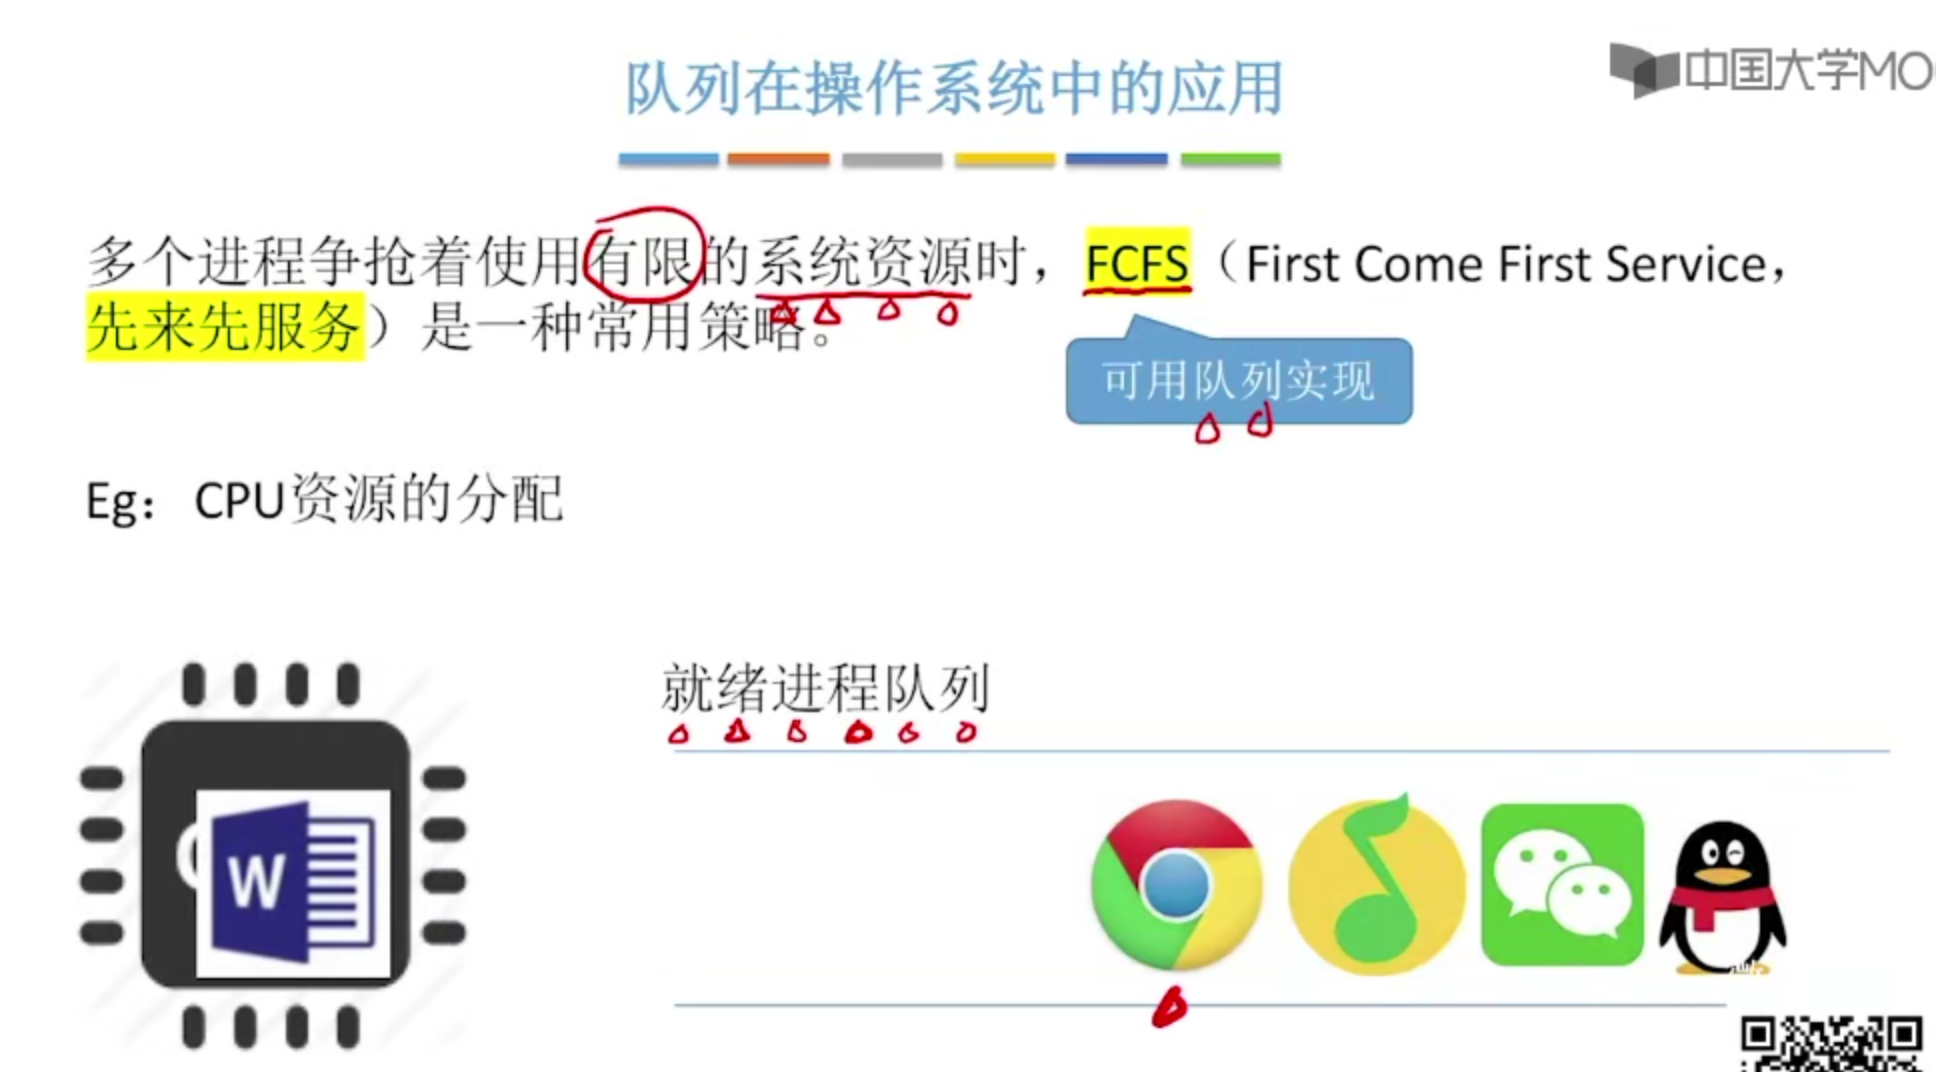 队列在操作系统中的应用
中国大学MO
多个进程争抢着使用有限的系统资源时，FCFS（First Come First Service，
先来先服务）是一种常用策略。
可用队列实现
Eg：CPU资源的分配
就绪进程队列
W